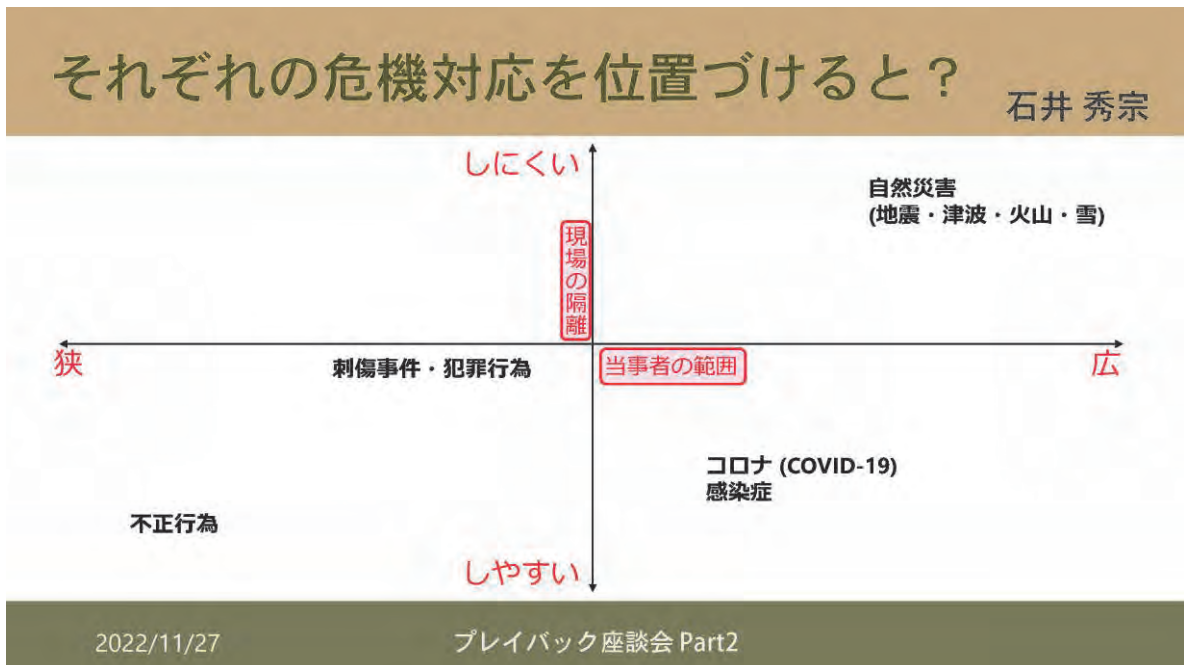 それぞれの危機対応を位置づけると？
石井 秀宗
しにくい
自然災害
(地震・津波・火山・雪)
現場の隔離
狭
刺傷事件・犯罪行為
当事者の範囲
広
コロナ (COVID-19)
感染症
不正行為
しやすい
2022/11/27
プレイバック座談会 Part2